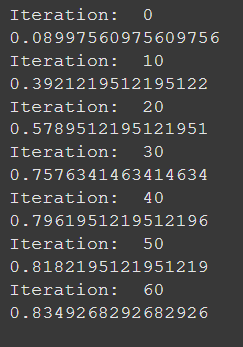 Iteration:  0
0.08997560975609756
Iteration:  10
0.3921219512195122
Iteration:  20
0.5789512195121951
Iteration:  30
0.7576341463414634
Iteration:  40
0.7961951219512196
Iteration:  50
0.8182195121951219
Iteration:  60
0.8349268292682926